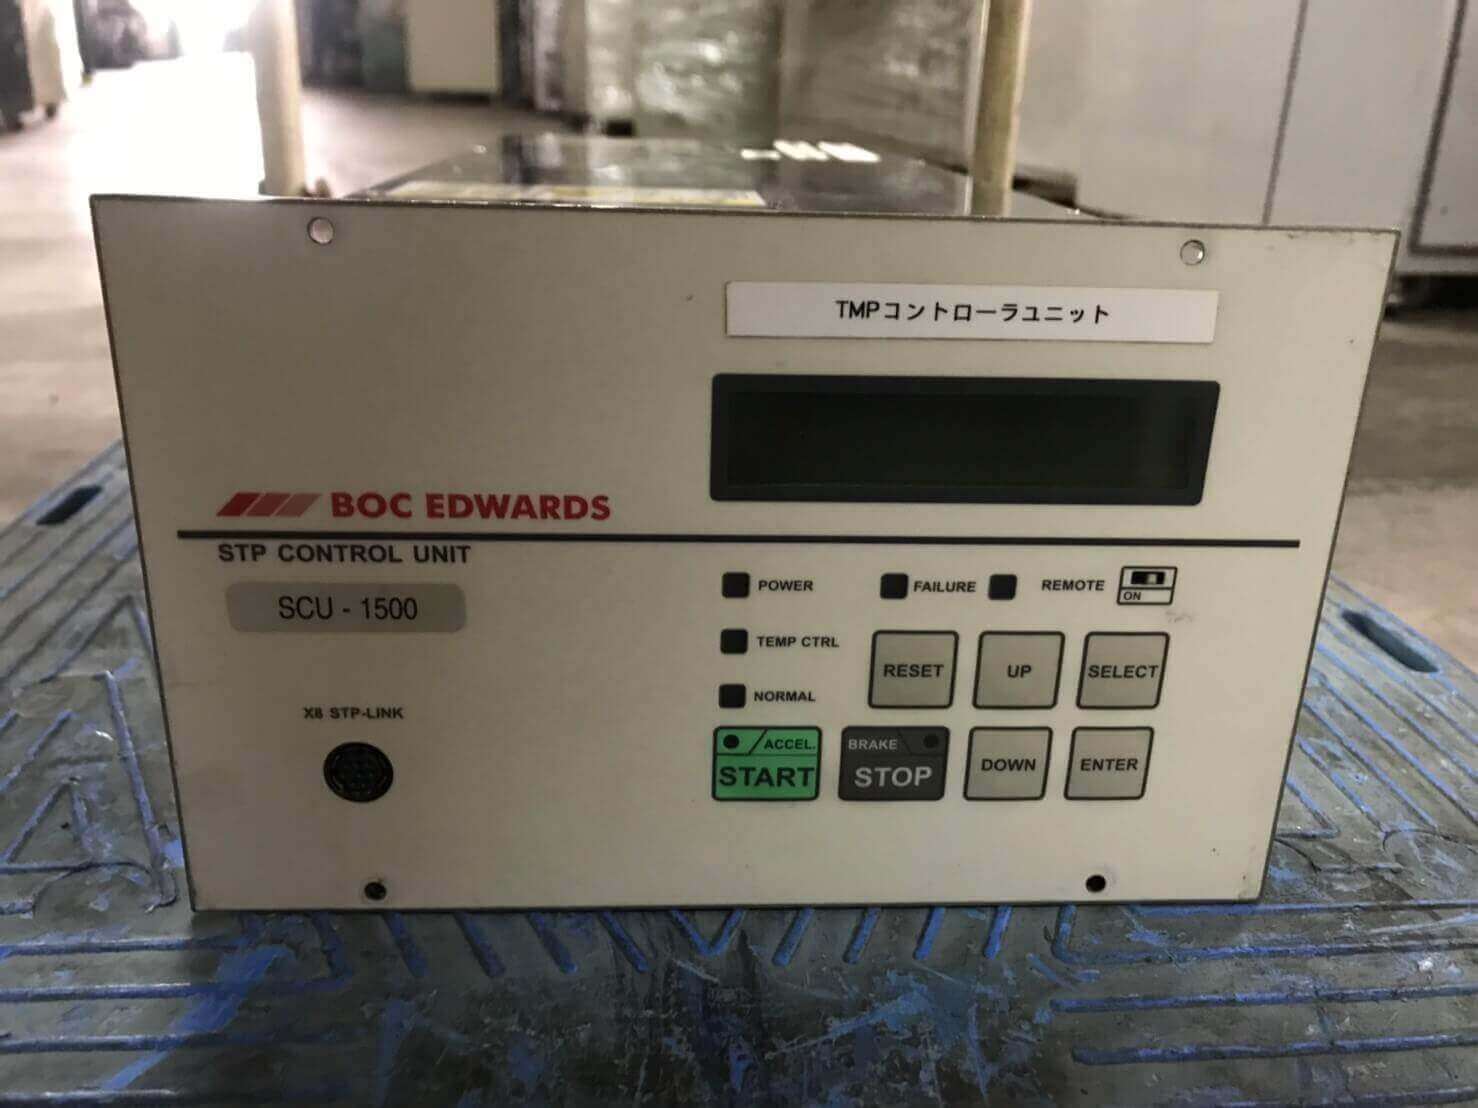 TMPコントローラユニット
BOC EDWARDS
STP CONTROL UNIT
SCU - 1500
X8 STP-LINK
POWER
FAILURE
REMOTE
ON
TEMP CTRL
NORMAL
RESET
UP
SELECT
ACCEL.
START
BRAKE
STOP
DOWN
ENTER